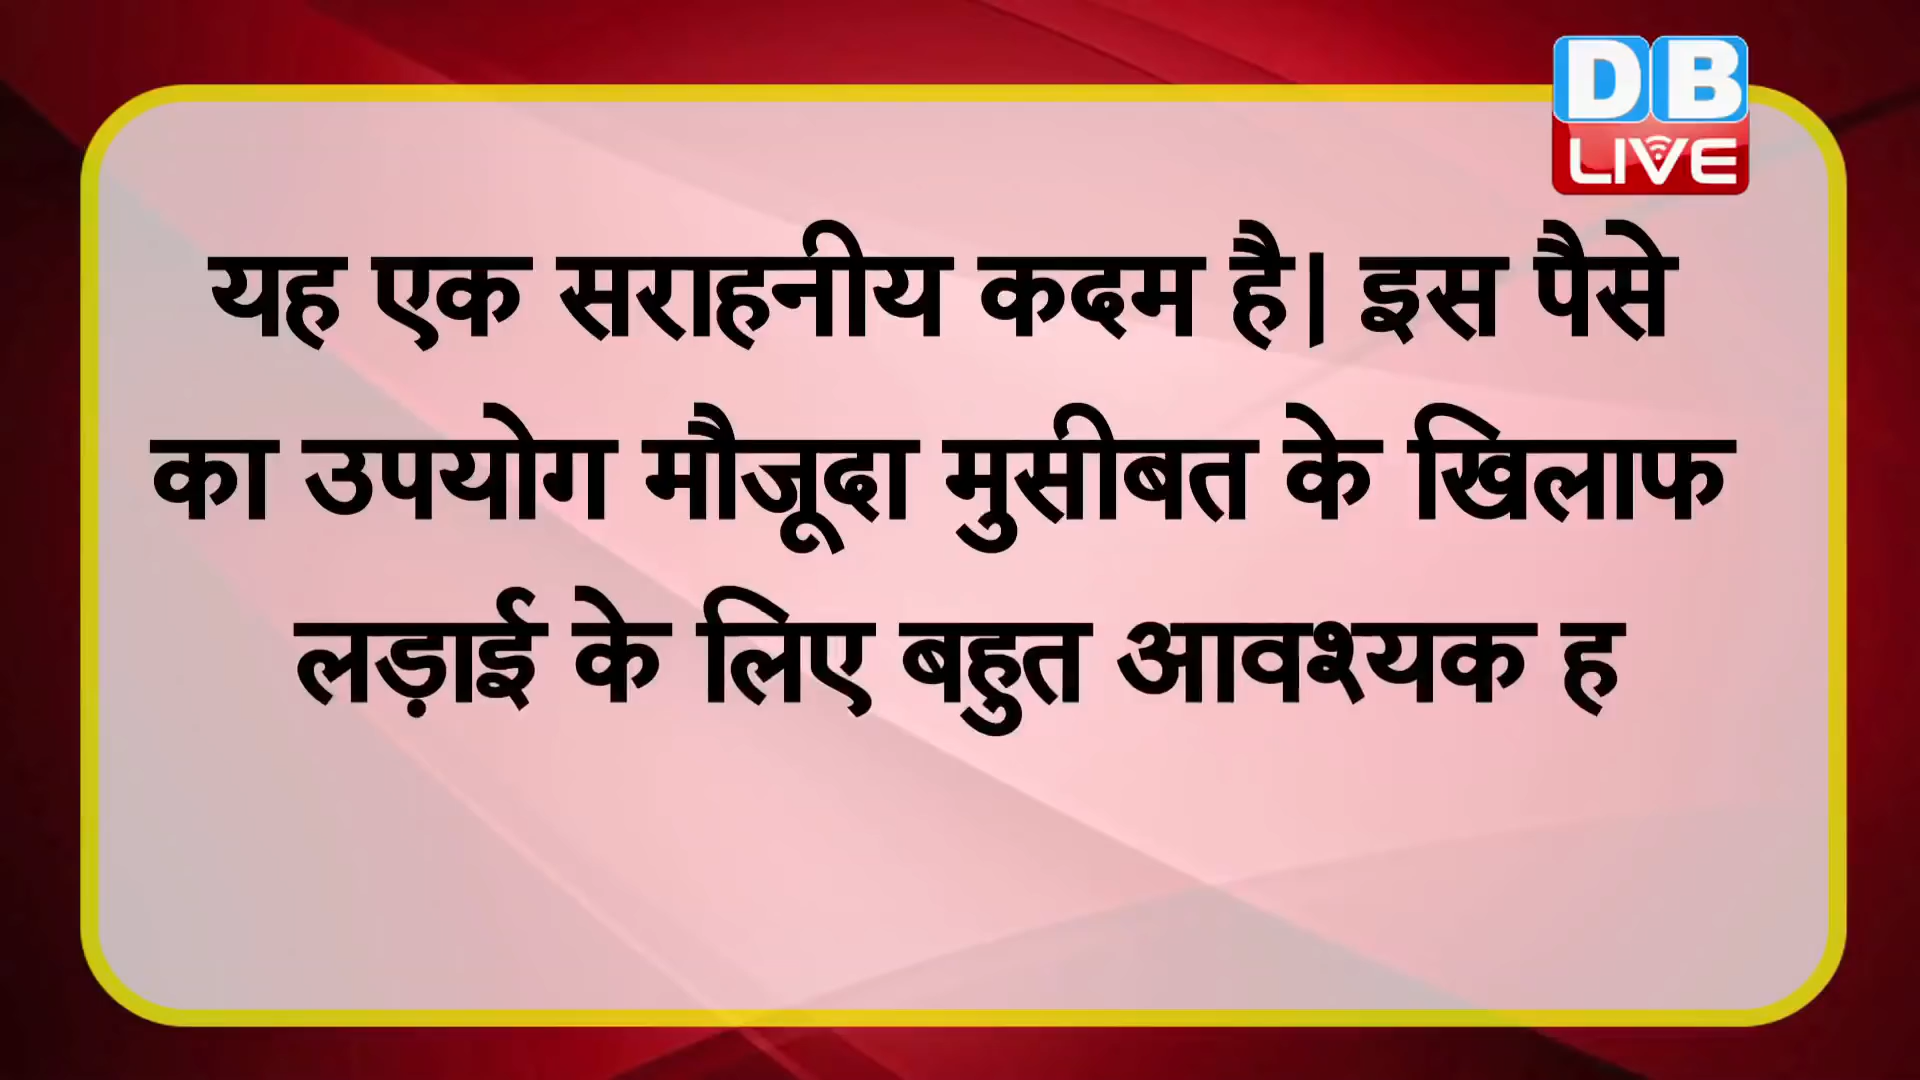 DB
LIVE
यह एक सराहनीय कदम है| इस पैसे
का उपयोग मौजूदा मुसीबत के खिलाफ
लड़ाई के लिए बहुत आवश्यक ह